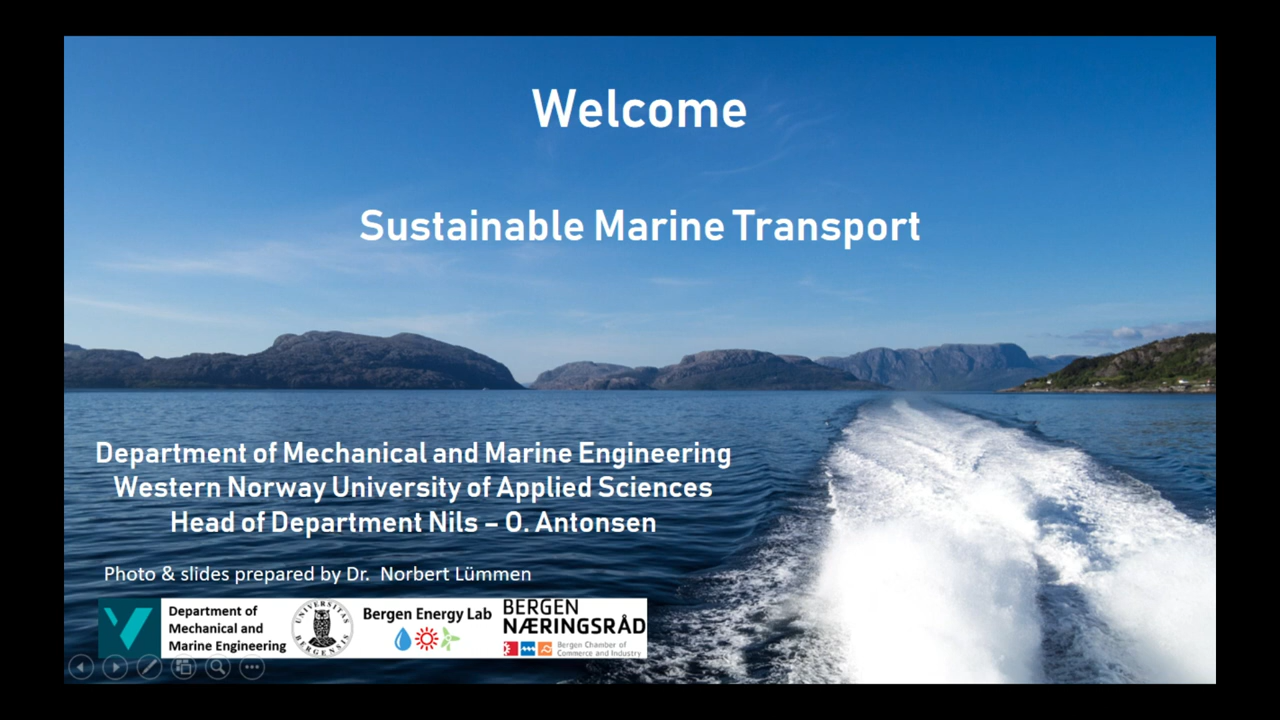 Welcome
Sustainable Marine Transport
Department of Mechanical and Marine Engineering
Western Norway University of Applied Sciences
Head of Department Nils – O. Antonsen
Photo & slides prepared by Dr. Norbert Lümmen
Department of
Mechanical and
Marine Engineering
UNIVERSITAS
BERGENSIS
Bergen Energy Lab
BERGEN
NÆRINGSRÅD
Bergen Chamber of
Commerce and Industry